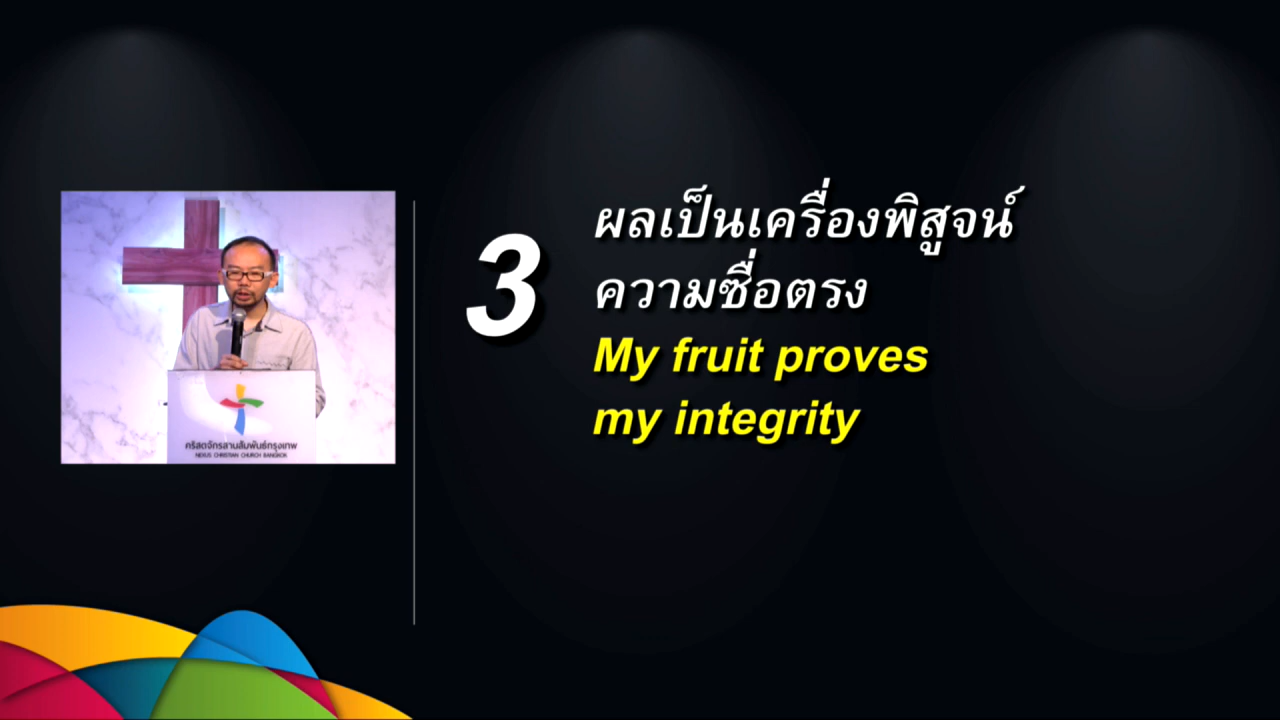 คริสตจักรสานสัมพันธ์กรุงเทพ
NEXUS CHRISTIAN CHURCH BANGKOK
3
ผลเป็นเครื่องพิสูจน์
ความซื่อตรง
My fruit proves
my integrity